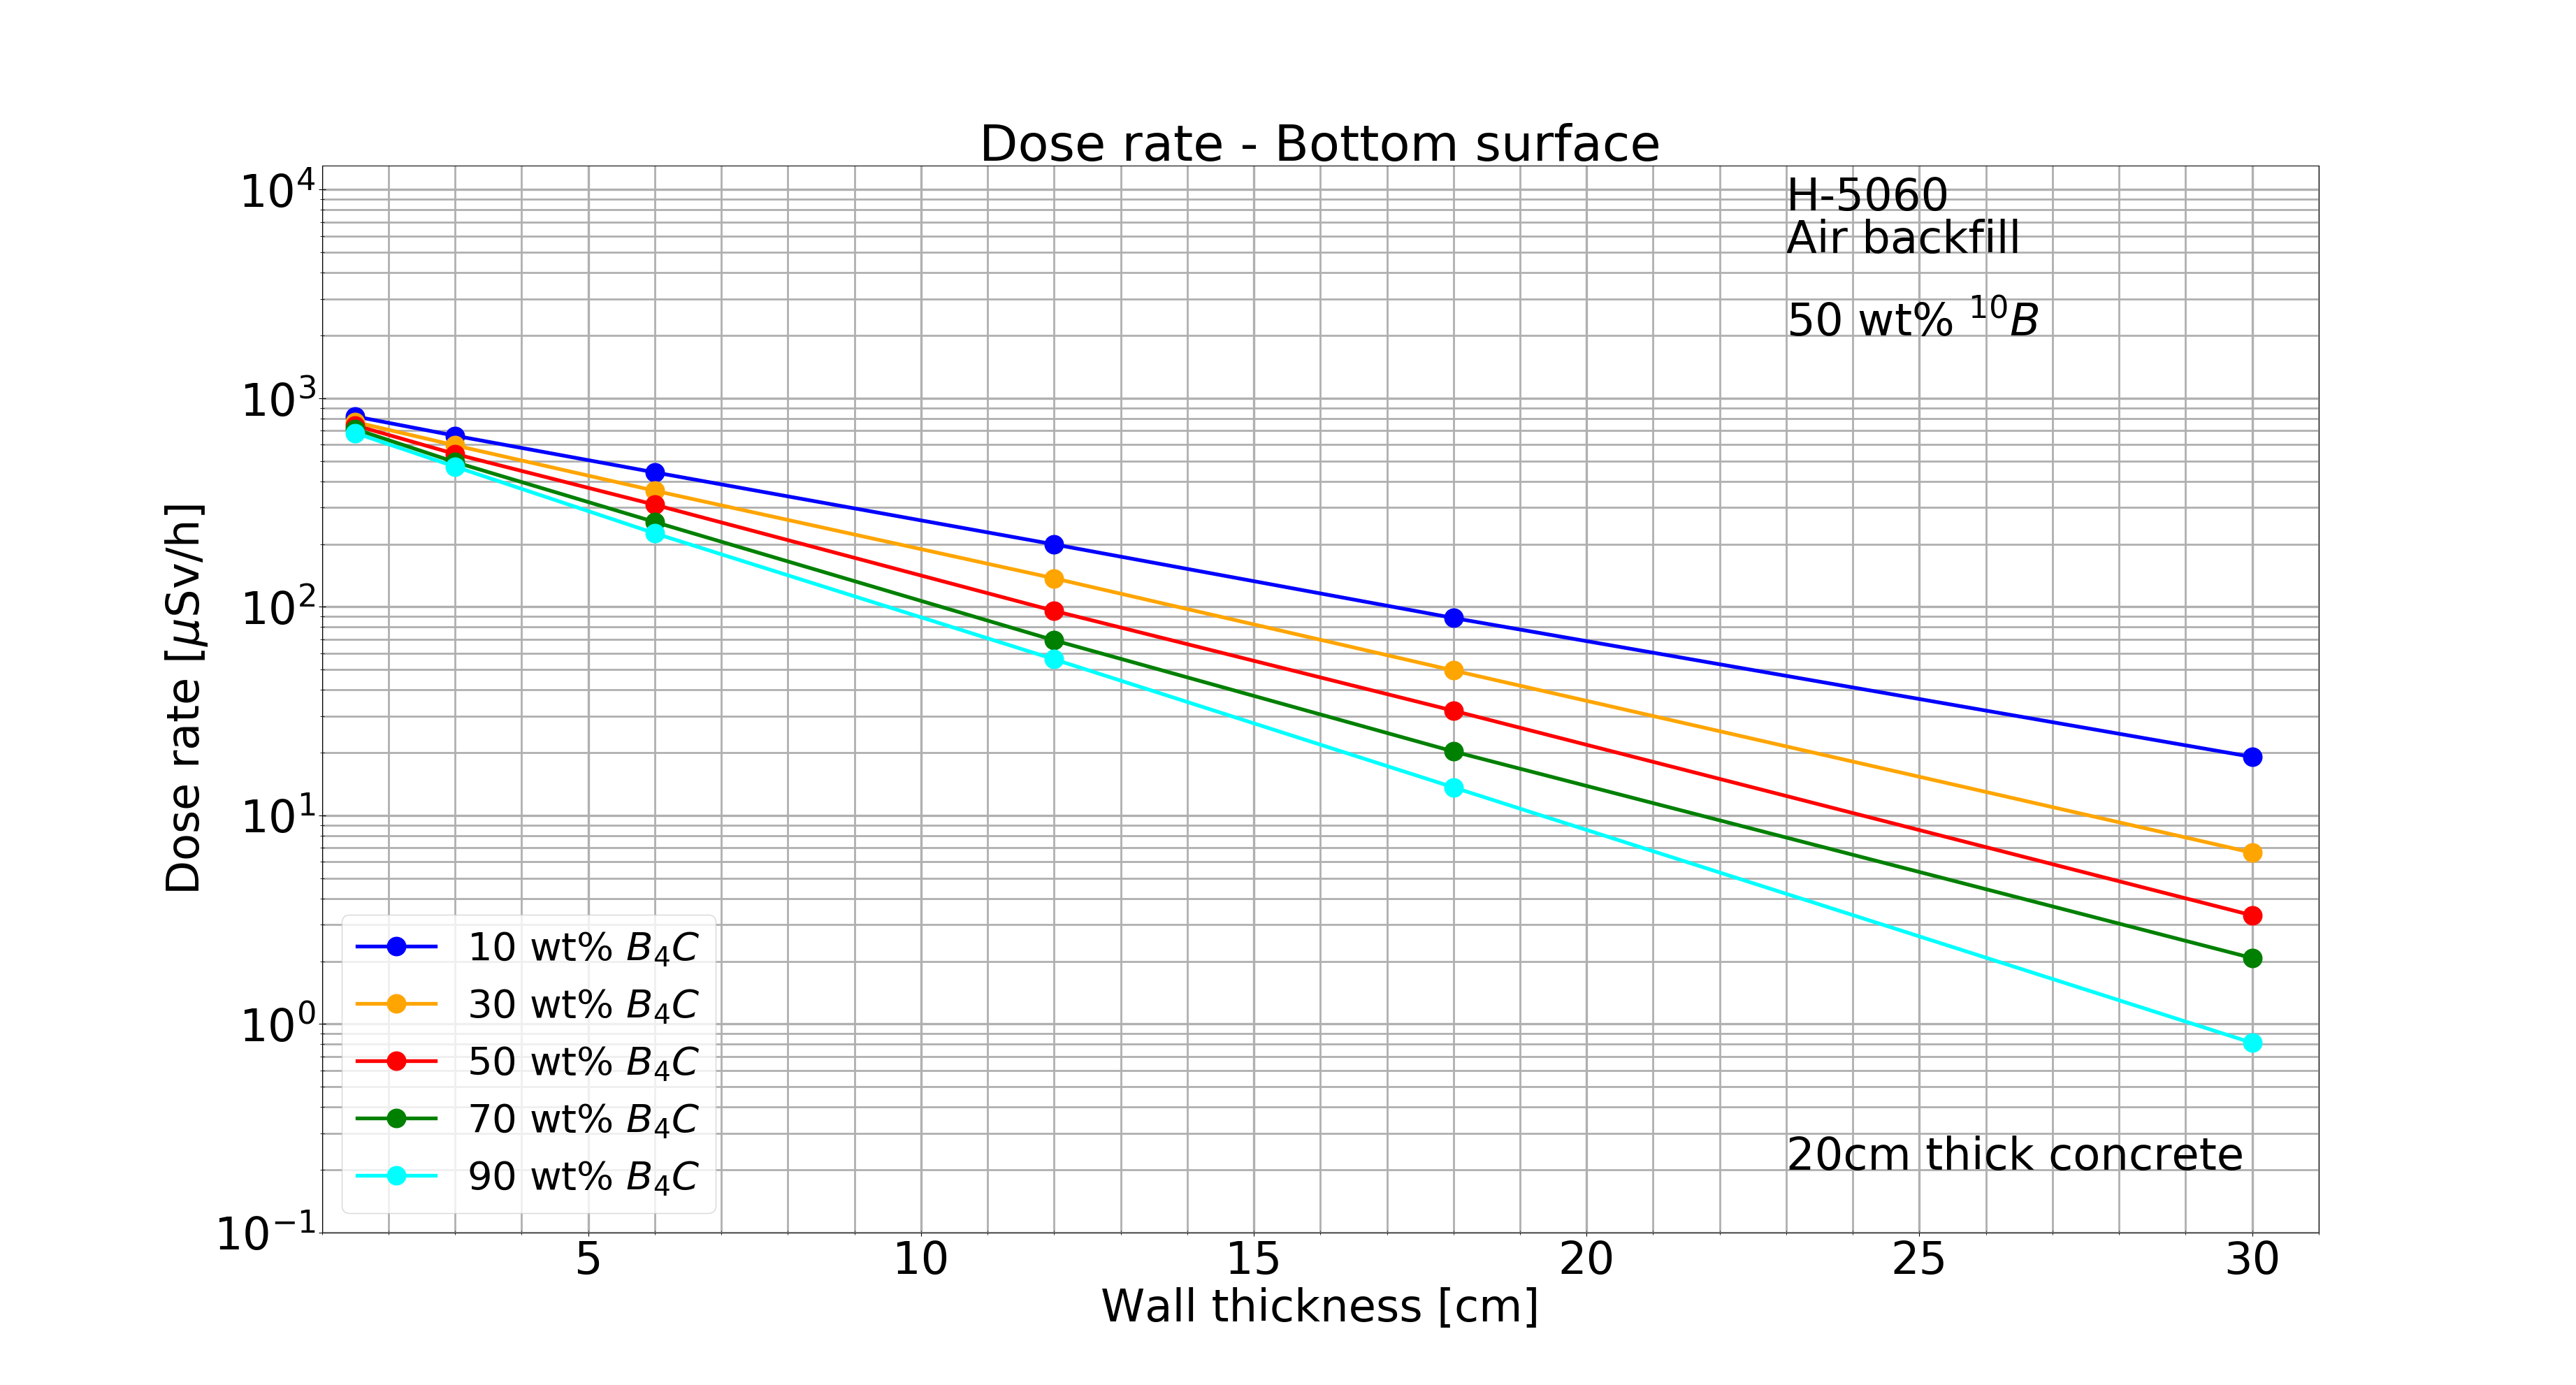 Dose rate - Bottom surface
H-5060
Air backfill
50 wt% ¹⁰B
10⁴
10³
10²
10¹
10⁰
10⁻¹
Dose rate [μSv/h]
10 wt% B₄C
30 wt% B₄C
50 wt% B₄C
70 wt% B₄C
90 wt% B₄C
20cm thick concrete
5 10 15 20 25 30
Wall thickness [cm]